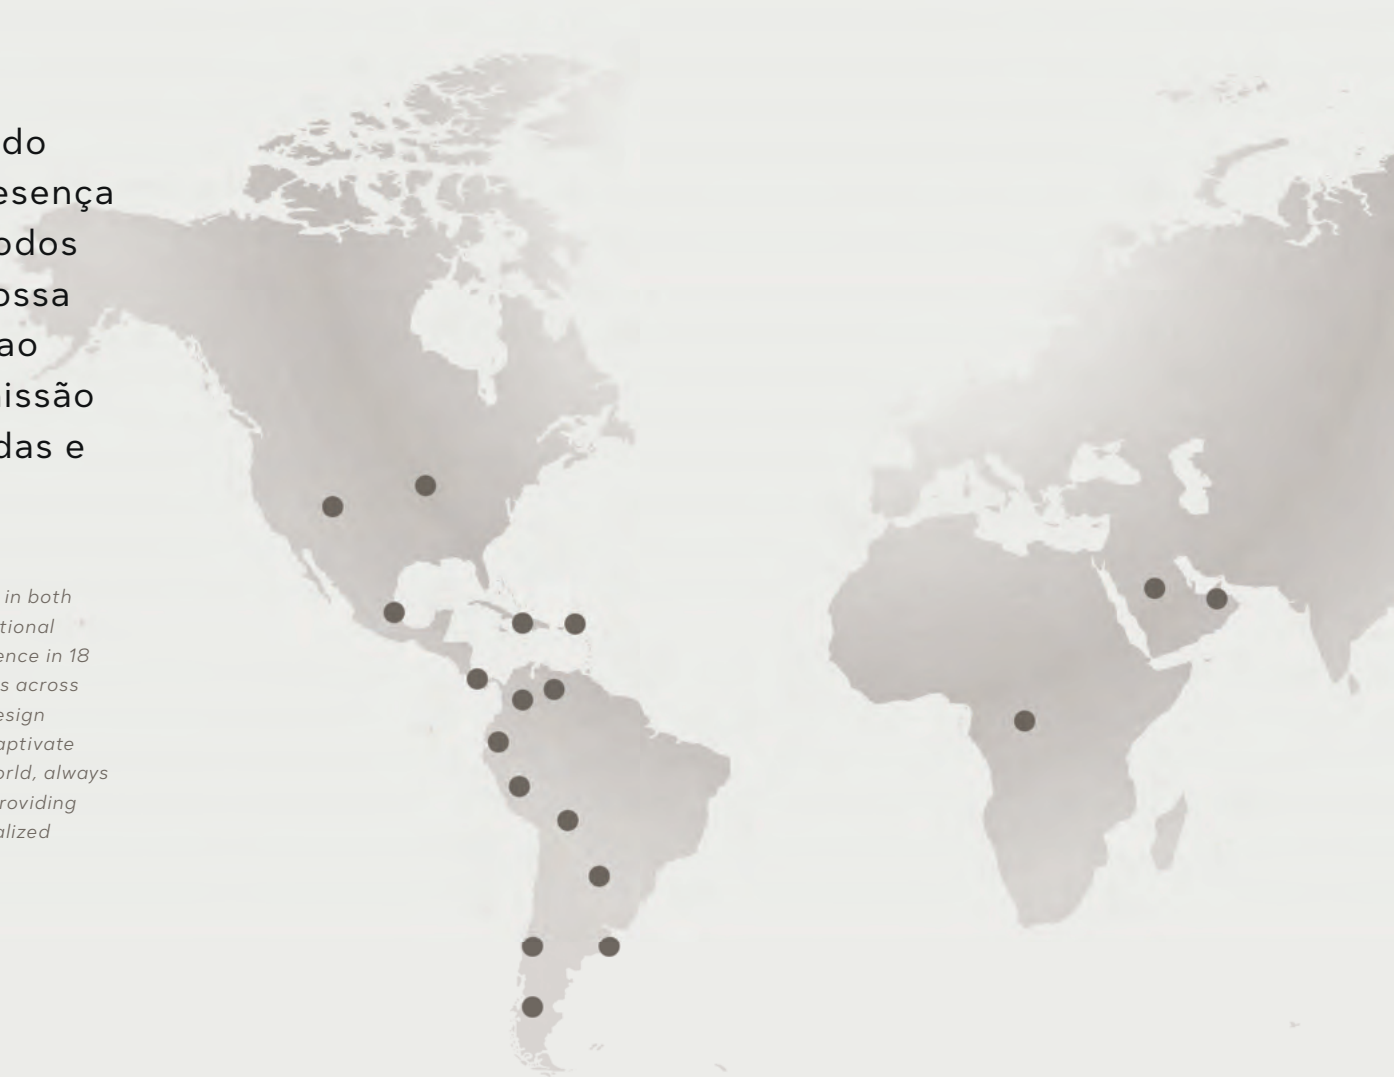 do
esença
odos
ossa
ao
issão
das e
in both
tional
ence in 18
s across
esign
aptivate
orld, always
roviding
alized